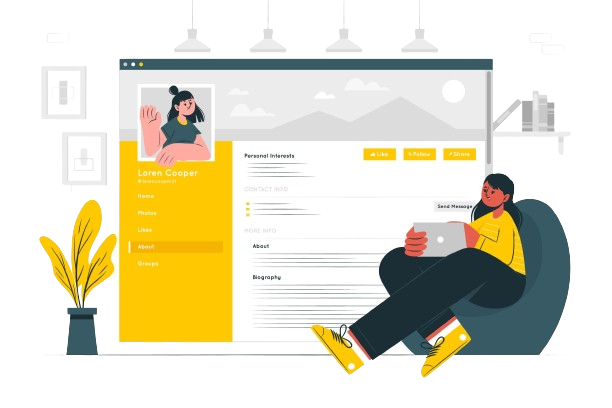 Loren Cooper
Home
Photos
Likes
About
Groups
Personal Interests
Like
Follow
Share
CONTACT INFO
Send Message
MORE INFO
About
Biography